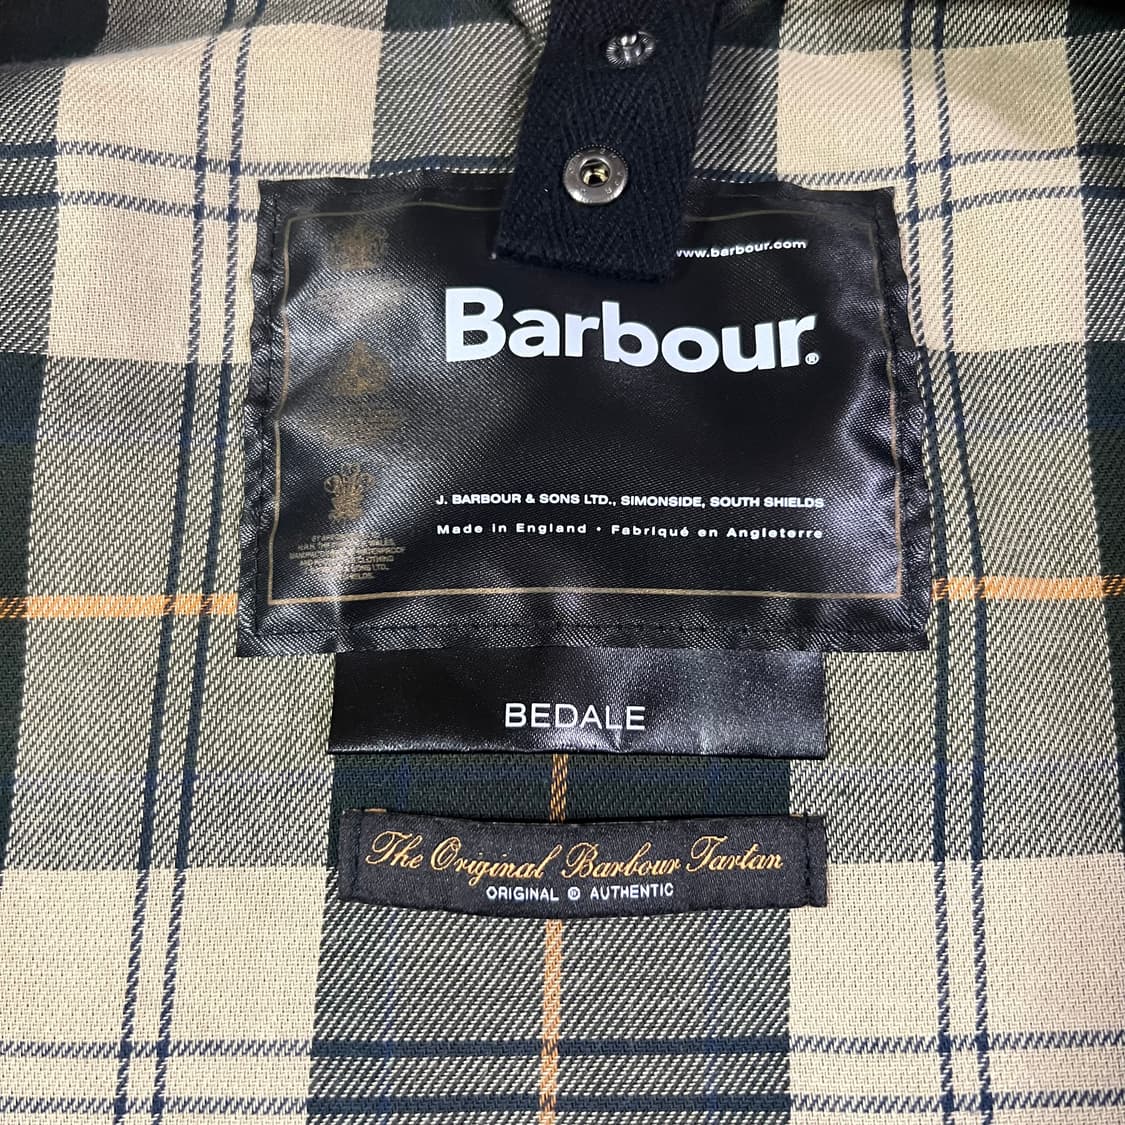 www.barbour.com
Barbour®
J. BARBOUR & SONS LTD., SIMONSIDE, SOUTH SHIELDS
Made in England · Fabriqué en Angleterre
BEDALE
The Original Barbour Tartan
ORIGINAL ® AUTHENTIC